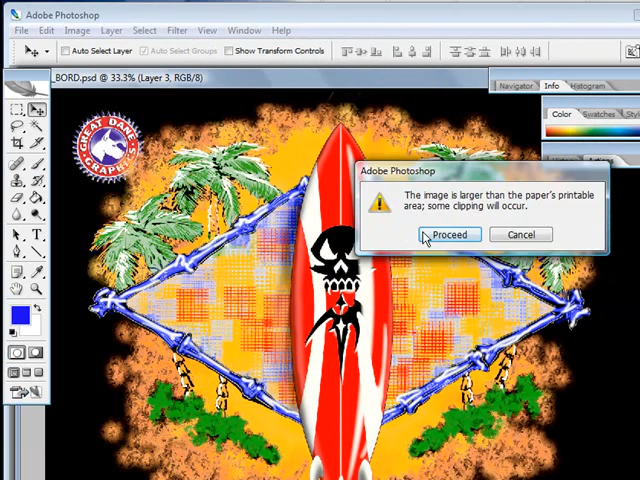 Adobe Photoshop
File Edit Image Layer Select Filter View Window Help
Auto Select Layer Auto Select Groups Show Transform Controls
_BORD.psd @ 33.3% (Layer 3, RGB/8)
Navigator Info Histogram
Color Swatches
GREAT DANE
GRAPHICS
Adobe Photoshop
The image is larger than the paper's printable
area; some clipping will occur.
Proceed Cancel